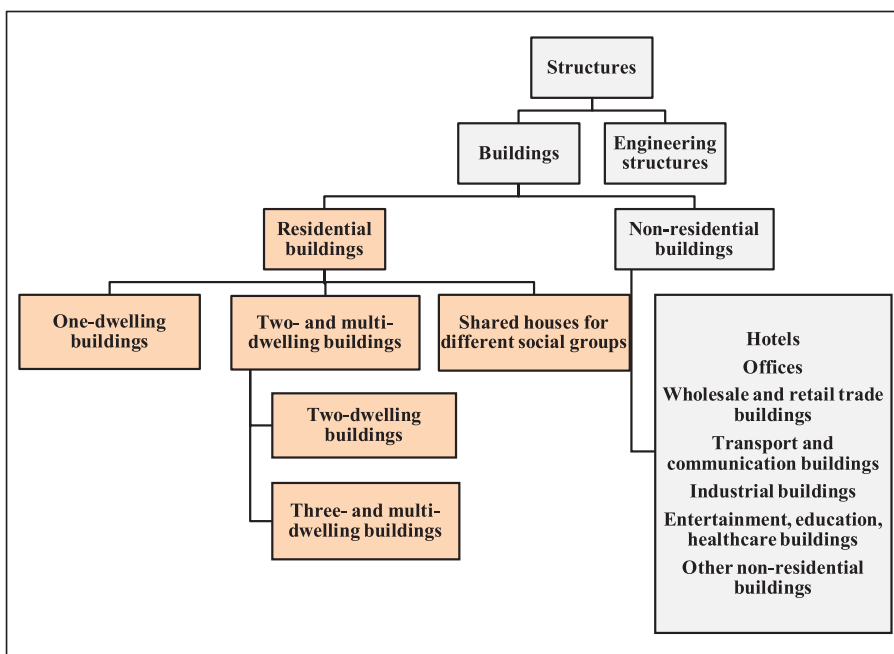 Structures
Buildings
Engineering
structures
Residential
buildings
Non-residential
buildings
One-dwelling
buildings
Two- and multi-
dwelling buildings
Shared houses for
different social groups
Two-dwelling
buildings
Three- and multi-
dwelling buildings
Hotels
Offices
Wholesale and retail trade
buildings
Transport and
communication buildings
Industrial buildings
Entertainment, education,
healthcare buildings
Other non-residential
buildings